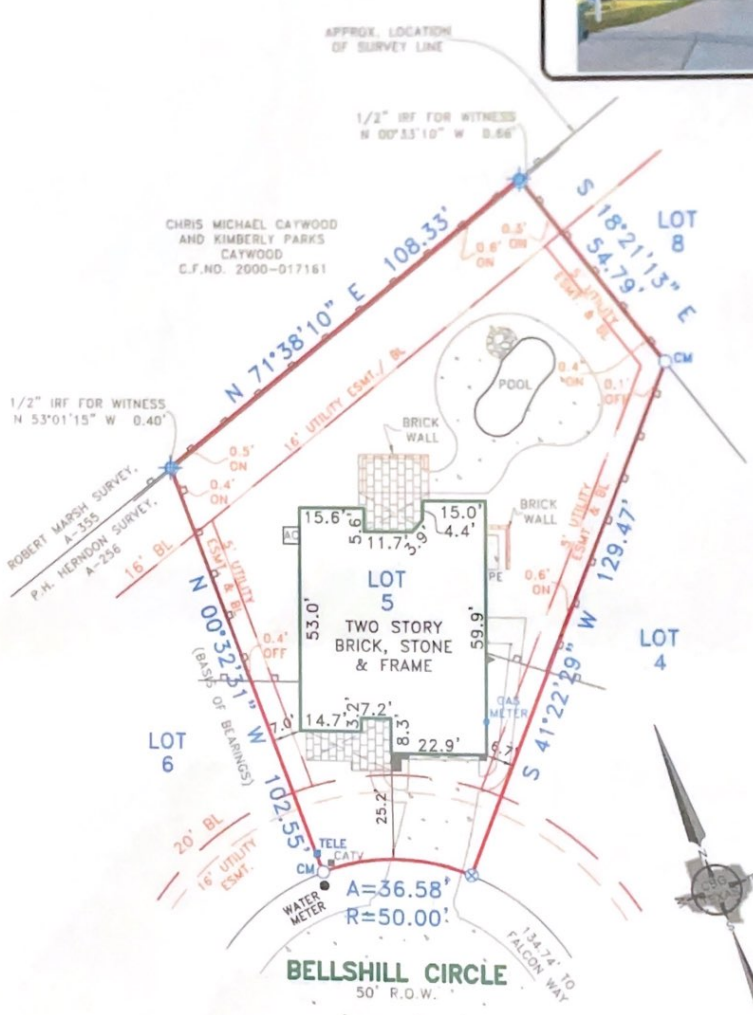 APPROX. LOCATION
OF SURVEY LINE
1/2" IRF FOR WITNESS
N 00°33'10" W 0.66'
S 18°21'13" E
54.79'
LOT
8
CHRIS MICHAEL CAYWOOD
AND KIMBERLY PARKS
CAYWOOD
C.F.NO. 2000-017161
N 71°38'10" E 108.33'
0.3'
ON
0.6'
ON
5' UTILITY
ESMT. & BL
CM
0.4'
ON
0.1'
OFF
POOL
16' UTILITY ESMT./ BL
1/2" IRF FOR WITNESS
N 53°01'15" W 0.40'
BRICK
WALL
0.5'
ON
0.4'
ON
ROBERT MARSH SURVEY,
A-355
P.H. HERNDON SURVEY,
A-256
16' BL
15.6'
5.6'
11.7'
5.9'
15.0'
4.4'
AC
BRICK
WALL
PE
5' UTILITY
ESMT & BL
5' UTILITY
ESMT & BL
S 41°22'29" W 129.47'
0.6'
ON
LOT
5
TWO STORY
BRICK, STONE
& FRAME
53.0'
59.9'
N 00°32'31" W 102.55'
(BASIS OF BEARINGS)
0.4'
OFF
LOT
4
GAS
METER
LOT
6
7.0'
14.7'
3.2'
7.2'
8.3'
22.9'
6.7'
25.2'
20' BL
16' UTILITY
ESMT.
TELE
CATV
CM
WATER
METER
A=36.58'
R=50.00'
134.74' TO
FALCON WAY
BELLSHILL CIRCLE
50' R.O.W.
N